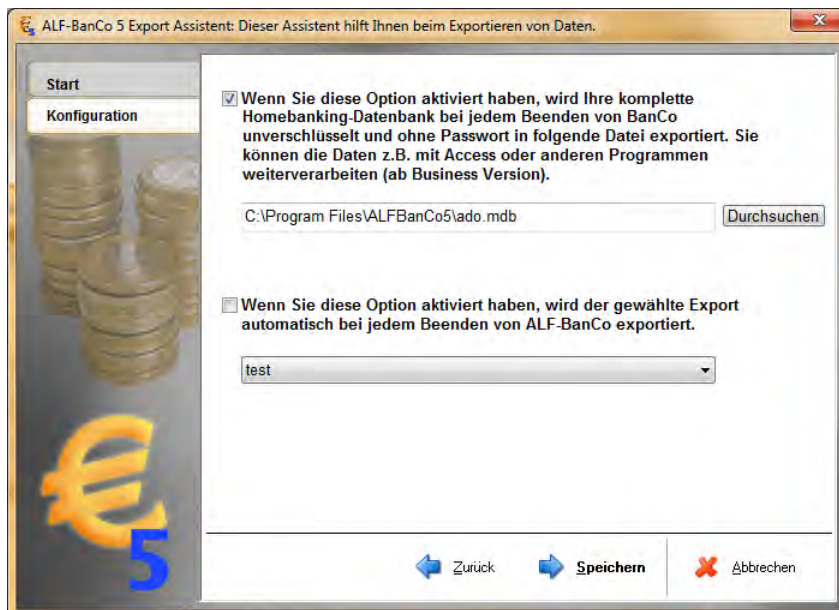 ALF-BanCo 5 Export Assistent: Dieser Assistent hilft Ihnen beim Exportieren von Daten.
Start
Konfiguration
Wenn Sie diese Option aktiviert haben, wird Ihre komplette
Homebanking-Datenbank bei jedem Beenden von BanCo
unverschlüsselt und ohne Passwort in folgende Datei exportiert. Sie
können die Daten z.B. mit Access oder anderen Programmen
weiterverarbeiten (ab Business Version).
C:\Program Files\ALFBanCo5\ado.mdb
Durchsuchen
Wenn Sie diese Option aktiviert haben, wird der gewählte Export
automatisch bei jedem Beenden von ALF-BanCo exportiert.
test
€
5
Zurück
Speichern
Abbrechen